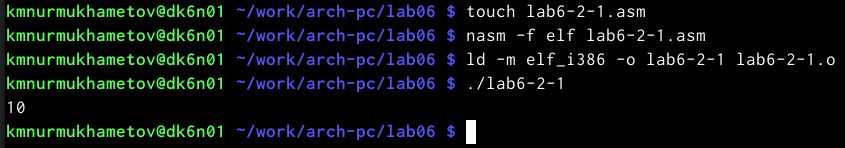 kmnurmukhametov@dk6n01 ~/work/arch-pc/lab06 $ touch lab6-2-1.asm
kmnurmukhametov@dk6n01 ~/work/arch-pc/lab06 $ nasm -f elf lab6-2-1.asm
kmnurmukhametov@dk6n01 ~/work/arch-pc/lab06 $ ld -m elf_i386 -o lab6-2-1 lab6-2-1.o
kmnurmukhametov@dk6n01 ~/work/arch-pc/lab06 $ ./lab6-2-1
10
kmnurmukhametov@dk6n01 ~/work/arch-pc/lab06 $